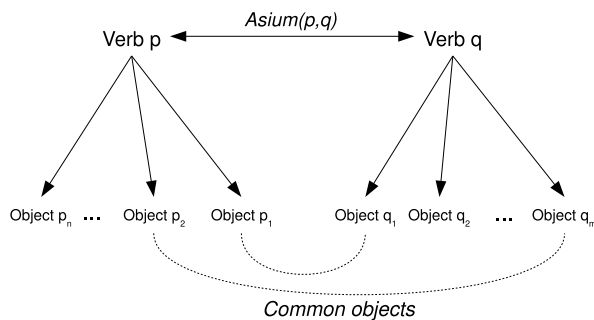 Asium(p,q)
Verb p Verb q
Object pn ... Object p2 Object p1 Object q1 Object q2 ... Object qm
Common objects